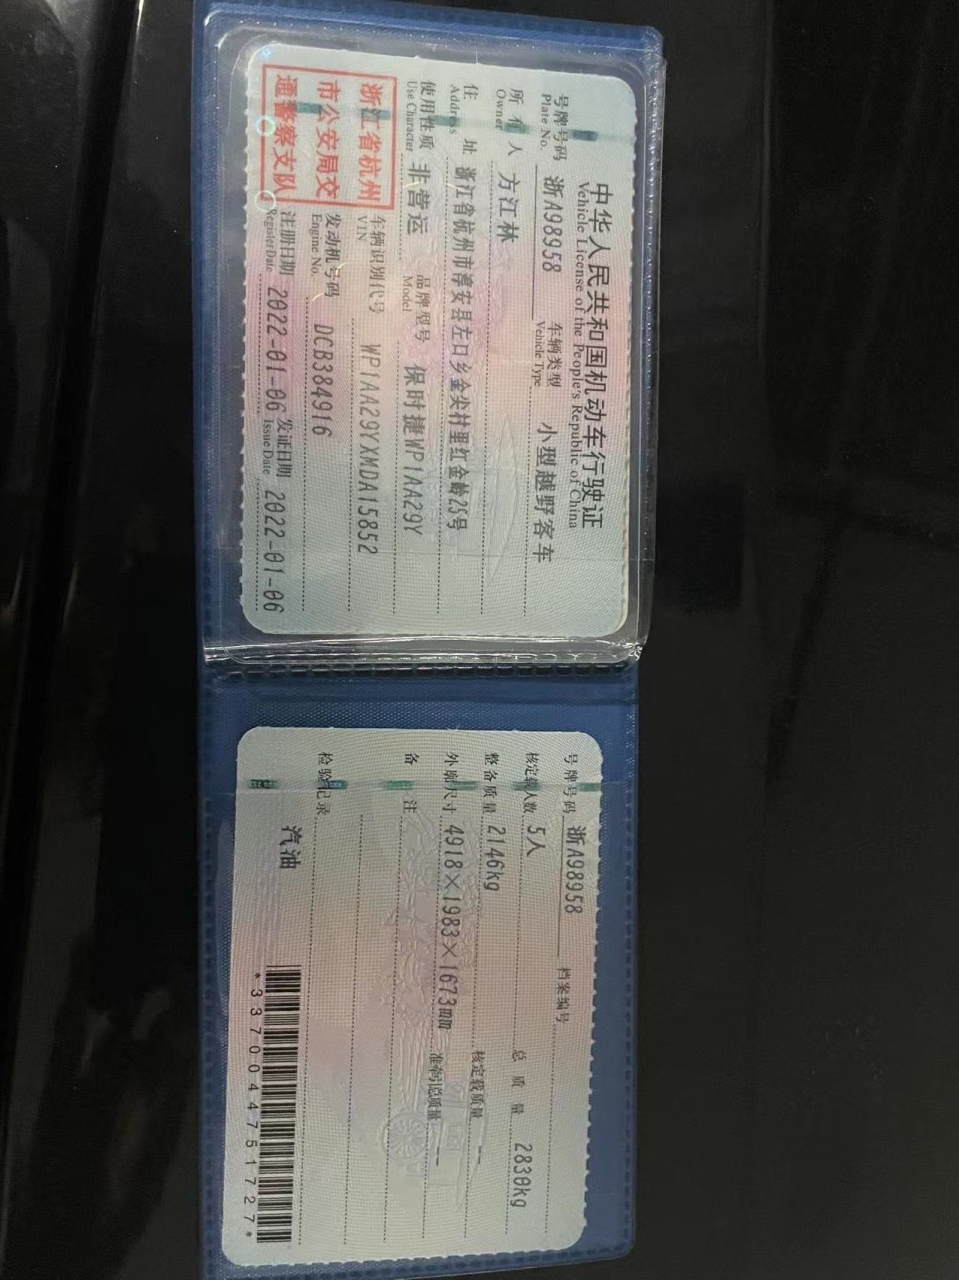 中华人民共和国机动车行驶证
Vehicle License of the People's Republic of China
号牌号码 浙A98958 车辆类型 小型越野客车
Plate No. Vehicle Type
所有人 方江林
Owner
住址 浙江省杭州市淳安县左口乡金尖村里红金龄25号
Address
使用性质 非营运 品牌型号 保时捷WP1AA29Y
Use Character Model
浙江省杭州
市公安局交
通警察支队
车辆识别代号 WP1AA29YXMDA15852
VIN
发动机号码 DCB384916
Engine No.
注册日期 2022-01-06 发证日期 2022-01-06
Register Date Issue Date
号牌号码 浙A98958 档案编号
核定载人数 5人 总质量 2830kg
整备质量 2146kg 核定载质量 --
外廓尺寸 4918×1983×1673mm 准牵引总质量 --
备注
检验记录
汽油
*3370044751727*